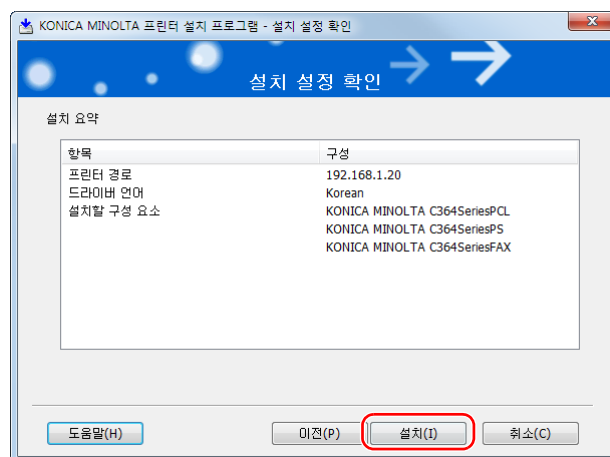 KONICA MINOLTA 프린터 설치 프로그램 - 설치 설정 확인
설치 설정 확인
설치 요약
항목 구성
프린터 경로 192.168.1.20
드라이버 언어 Korean
설치할 구성 요소 KONICA MINOLTA C364SeriesPCL
KONICA MINOLTA C364SeriesPS
KONICA MINOLTA C364SeriesFAX
도움말(H) 이전(P) 설치(I) 취소(C)